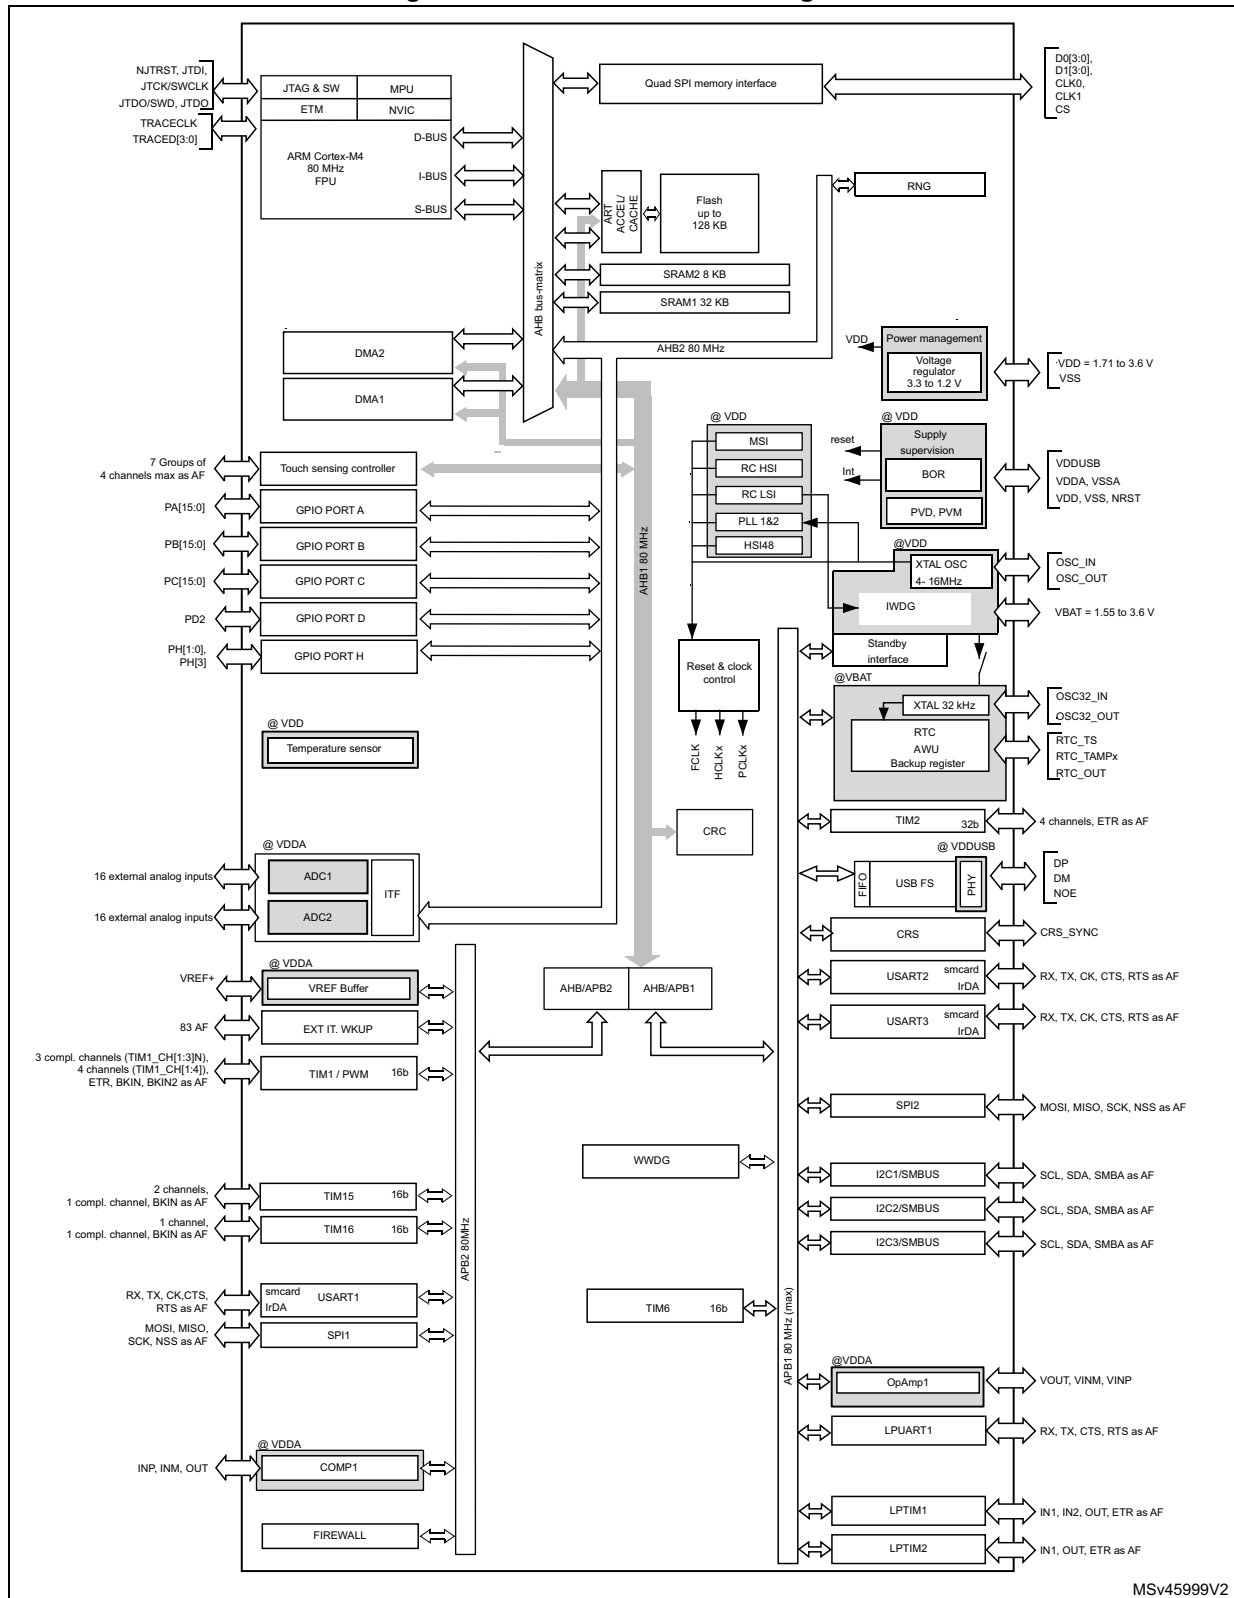 NJTRST, JTDI,
JTCK/SWCLK
JTDO/SWD, JTDO
TRACECLK
TRACED[3:0]
JTAG & SW
MPU
ETM
NVIC
ARM Cortex-M4
80 MHz
FPU
D-BUS
I-BUS
S-BUS
AHB bus-matrix
Quad SPI memory interface
D0[3:0],
D1[3:0],
CLK0,
CLK1
CS
ART
ACCEL/
CACHE
Flash
up to
128 KB
RNG
SRAM2 8 KB
SRAM1 32 KB
AHB2 80 MHz
DMA2
DMA1
VDD
Power management
Voltage
regulator
3.3 to 1.2 V
VDD = 1.71 to 3.6 V
VSS
@ VDD
MSI
RC HSI
RC LSI
PLL 1&2
HSI48
@ VDD
reset
Int
Supply
supervision
BOR
PVD, PVM
VDDUSB
VDDA, VSSA
VDD, VSS, NRST
7 Groups of
4 channels max as AF
Touch sensing controller
PA[15:0]
GPIO PORT A
PB[15:0]
GPIO PORT B
PC[15:0]
GPIO PORT C
PD2
GPIO PORT D
PH[1:0],
PH[3]
GPIO PORT H
AHB1 80 MHz
@VDD
XTAL OSC
4- 16MHz
IWDG
OSC_IN
OSC_OUT
VBAT = 1.55 to 3.6 V
Standby
interface
Reset & clock
control
FCLK
HCLKx
PCLKx
@VBAT
XTAL 32 kHz
RTC
AWU
Backup register
OSC32_IN
OSC32_OUT
RTC_TS
RTC_TAMPx
RTC_OUT
@ VDD
Temperature sensor
CRC
TIM2
32b
4 channels, ETR as AF
@ VDDUSB
FIFO
USB FS
PHY
DP
DM
NOE
@ VDDA
16 external analog inputs
ADC1
ITF
16 external analog inputs
ADC2
CRS
CRS_SYNC
@ VDDA
VREF+
VREF Buffer
AHB/APB2
AHB/APB1
USART2
smcard
IrDA
RX, TX, CK, CTS, RTS as AF
83 AF
EXT IT. WKUP
USART3
smcard
IrDA
RX, TX, CK, CTS, RTS as AF
3 compl. channels (TIM1_CH[1:3]N),
4 channels (TIM1_CH[1:4]),
ETR, BKIN, BKIN2 as AF
TIM1 / PWM
16b
SPI2
MOSI, MISO, SCK, NSS as AF
WWDG
2 channels,
1 compl. channel, BKIN as AF
TIM15
16b
1 channel,
1 compl. channel, BKIN as AF
TIM16
16b
APB2 80MHz
I2C1/SMBUS
SCL, SDA, SMBA as AF
I2C2/SMBUS
SCL, SDA, SMBA as AF
I2C3/SMBUS
SCL, SDA, SMBA as AF
RX, TX, CK,CTS,
RTS as AF
smcard
IrDA
USART1
TIM6
16b
APB1 80 MHz (max)
MOSI, MISO,
SCK, NSS as AF
SPI1
@VDDA
OpAmp1
VOUT, VINM, VINP
LPUART1
RX, TX, CTS, RTS as AF
@ VDDA
INP, INM, OUT
COMP1
LPTIM1
IN1, IN2, OUT, ETR as AF
FIREWALL
LPTIM2
IN1, OUT, ETR as AF
MSv45999V2